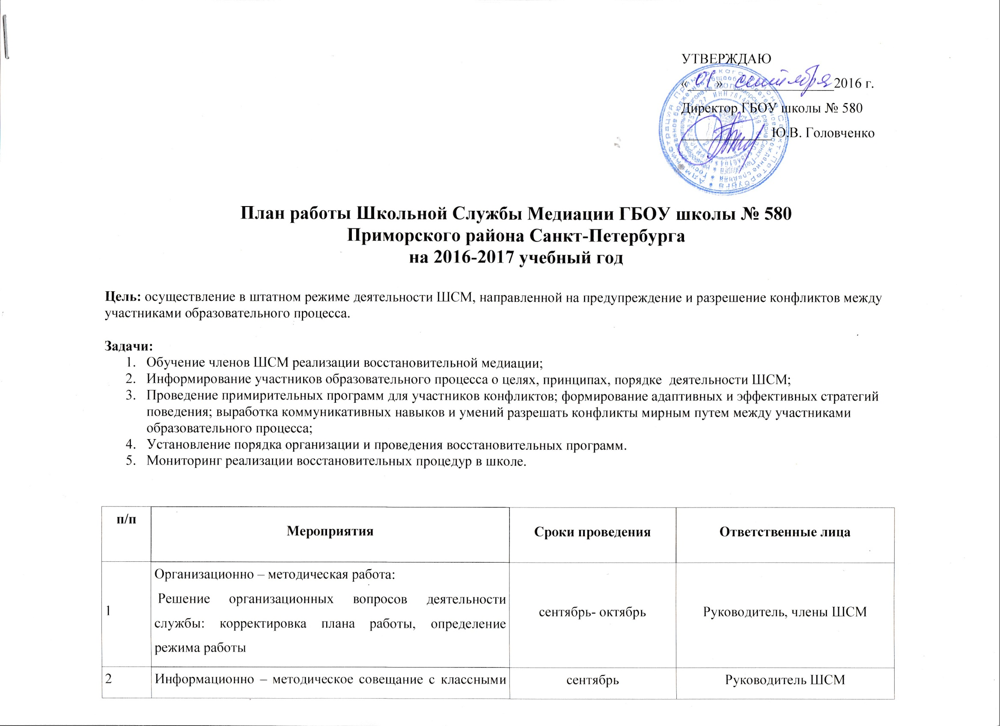 УТВЕРЖДАЮ
«01» сентября 2016 г.
Директор ГБОУ школы № 580
Ю.В. Головченко
План работы Школьной Службы Медиации ГБОУ школы № 580
Приморского района Санкт-Петербурга
на 2016-2017 учебный год
Цель: осуществление в штатном режиме деятельности ШСМ, направленной на предупреждение и разрешение конфликтов между
участниками образовательного процесса.
Задачи:
1. Обучение членов ШСМ реализации восстановительной медиации;
2. Информирование участников образовательного процесса о целях, принципах, порядке деятельности ШСМ;
3. Проведение примирительных программ для участников конфликтов; формирование адаптивных и эффективных стратегий
поведения; выработка коммуникативных навыков и умений разрешать конфликты мирным путем между участниками
образовательного процесса;
4. Установление порядка организации и проведения восстановительных программ.
5. Мониторинг реализации восстановительных процедур в школе.
п/п Мероприятия Сроки проведения Ответственные лица
Организационно – методическая работа:
Решение организационных вопросов деятельности
1 сентябрь- октябрь Руководитель, члены ШСМ
службы: корректировка плана работы, определение
режима работы
2 Информационно – методическое совещание с классными сентябрь Руководитель ШСМ